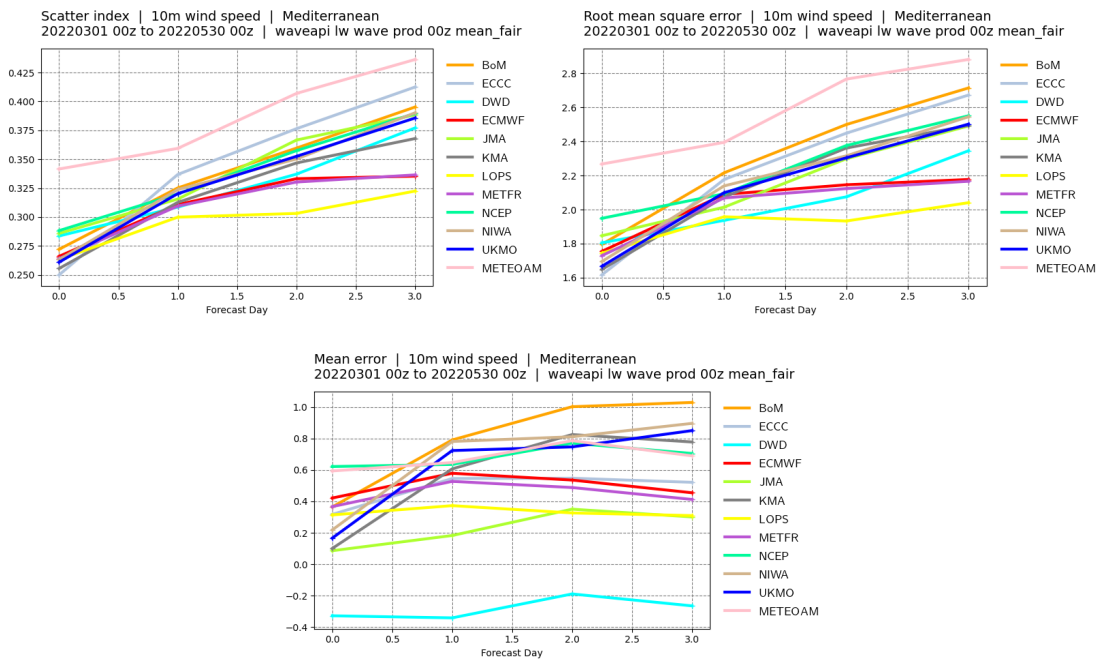 Scatter index | 10m wind speed | Mediterranean
20220301 00z to 20220530 00z | waveapi lw wave prod 00z mean_fair
0.425
0.400
0.375
0.350
0.325
0.300
0.275
0.250
0.0 0.5 1.0 1.5 2.0 2.5 3.0
Forecast Day
BoM
ECCC
DWD
ECMWF
JMA
KMA
LOPS
METFR
NCEP
NIWA
UKMO
METEOAM
Root mean square error | 10m wind speed | Mediterranean
20220301 00z to 20220530 00z | waveapi lw wave prod 00z mean_fair
2.8
2.6
2.4
2.2
2.0
1.8
1.6
0.0 0.5 1.0 1.5 2.0 2.5 3.0
Forecast Day
BoM
ECCC
DWD
ECMWF
JMA
KMA
LOPS
METFR
NCEP
NIWA
UKMO
METEOAM
Mean error | 10m wind speed | Mediterranean
20220301 00z to 20220530 00z | waveapi lw wave prod 00z mean_fair
1.0
0.8
0.6
0.4
0.2
0.0
−0.2
−0.4
0.0 0.5 1.0 1.5 2.0 2.5 3.0
Forecast Day
BoM
ECCC
DWD
ECMWF
JMA
KMA
LOPS
METFR
NCEP
NIWA
UKMO
METEOAM